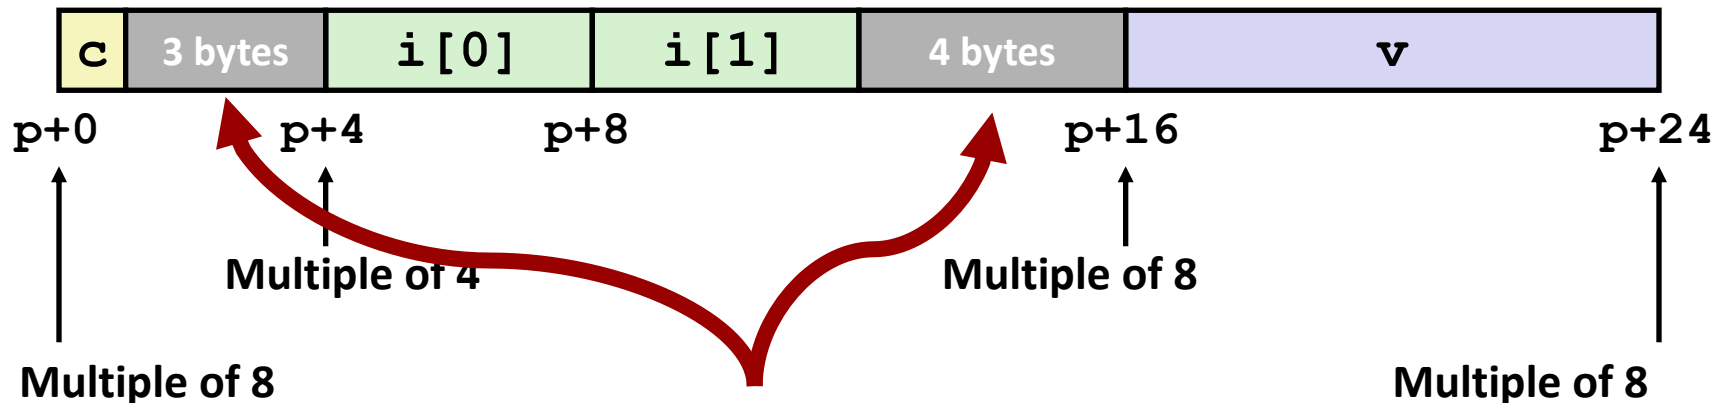 c 3 bytes i[0] i[1] 4 bytes v
p+0 p+4 p+8 p+16 p+24
Multiple of 4 Multiple of 8
Multiple of 8 Multiple of 8